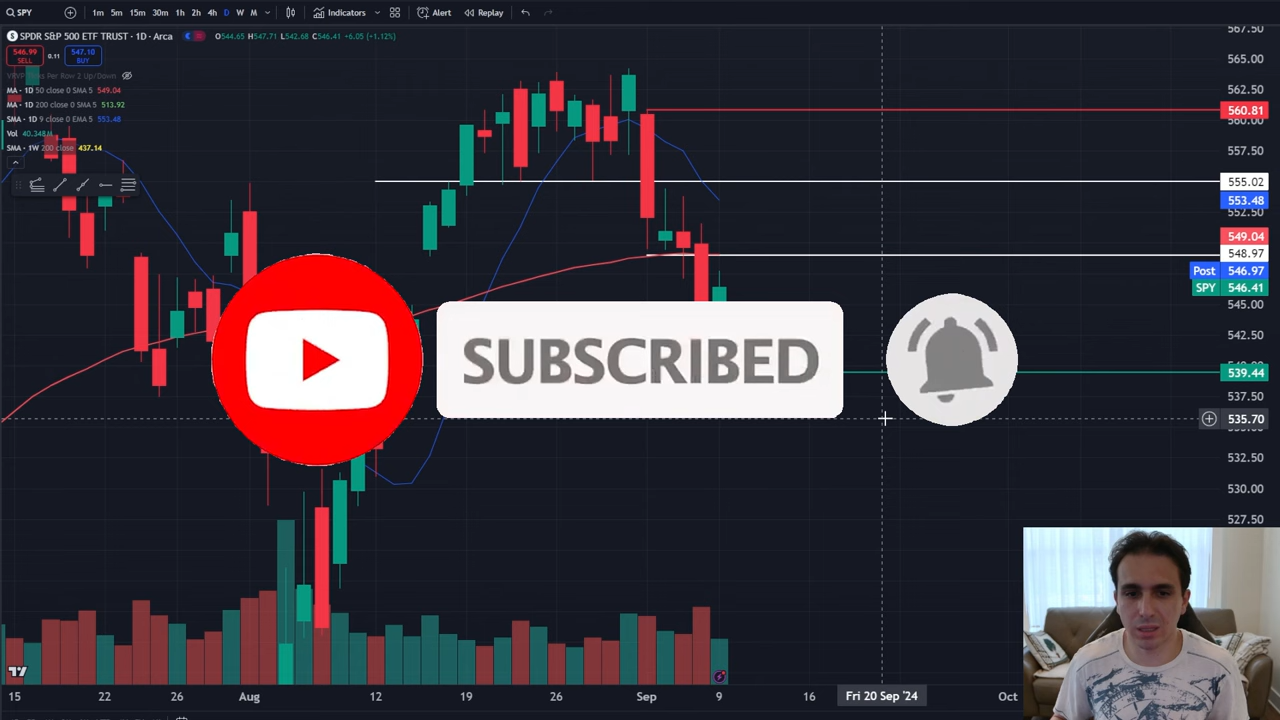 SPY 1m 5m 15m 30m 1h 2h 4h D W M Indicators Alert Replay
SPDR S&P 500 ETF TRUST · 1D · Arca O544.65 H547.71 L542.68 C546.41 +6.05 (+1.12%)
546.99 SELL
0.11
547.10 BUY
MA · 1D 50 close 0 SMA 5 549.04
MA · 1D 200 close 0 SMA 5 513.92
SMA · 1D 9 close 0 EMA 5 553.48
Vol 40.348M
SMA · 1W 200 close 437.14
567.50
565.00
562.50
560.81
560.00
557.50
555.02
553.48
552.50
549.04
548.97
Post 546.97
SPY 546.41
545.00
542.50
539.44
537.50
535.70
532.50
530.00
527.50
SUBSCRIBED
15 22 26 Aug 12 19 26 Sep 9 16 Fri 20 Sep '24 Oct